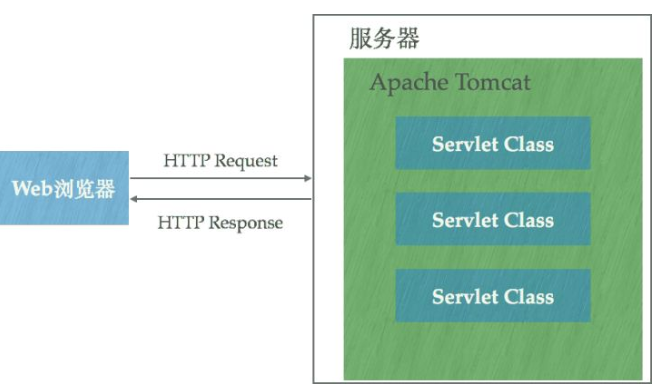 服务器
Apache Tomcat
Servlet Class
HTTP Request
Web浏览器
Servlet Class
HTTP Response
Servlet Class